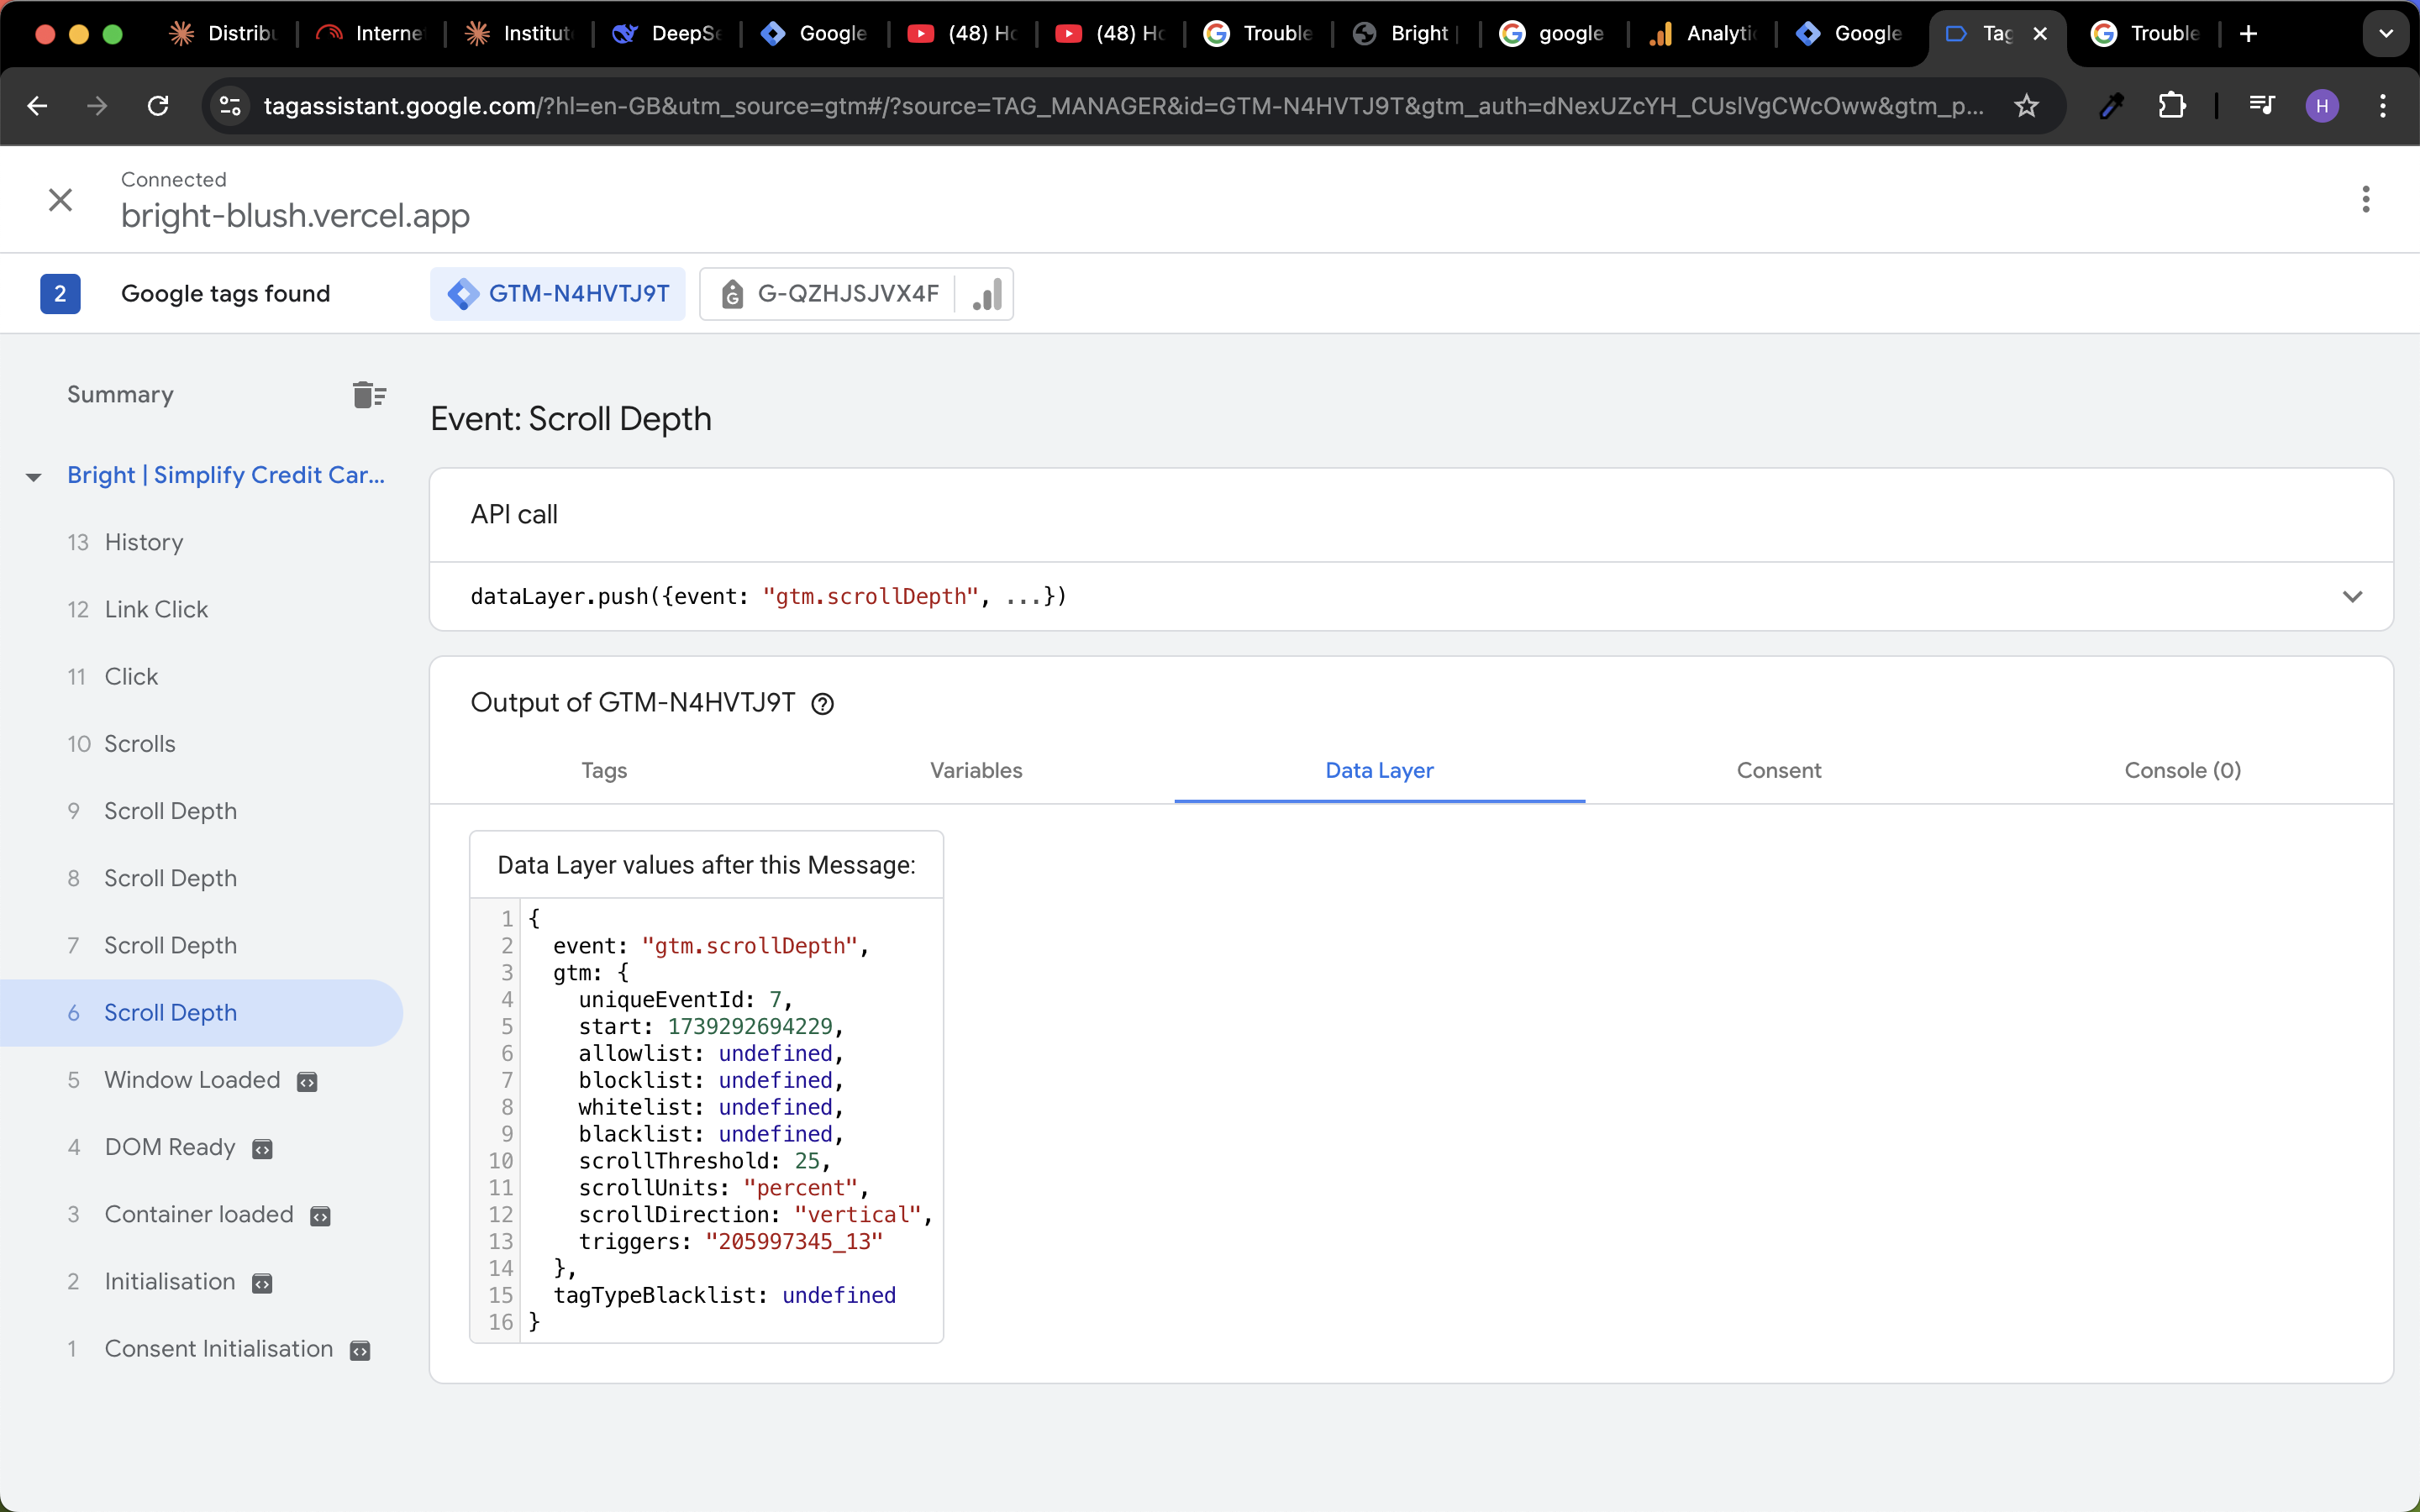 Distribu
Interne
Institut
DeepSe
Google
(48) Ho
(48) Ho
Trouble
Bright |
google
Analytic
Google
Tag
Trouble
tagassistant.google.com/?hl=en-GB&utm_source=gtm#/?source=TAG_MANAGER&id=GTM-N4HVTJ9T&gtm_auth=dNexUZcYH_CUslVgCWcOww&gtm_p...
H
Connected
bright-blush.vercel.app
2 Google tags found
GTM-N4HVTJ9T
G-QZHJSJVX4F
Summary
Bright | Simplify Credit Car...
13 History
12 Link Click
11 Click
10 Scrolls
9 Scroll Depth
8 Scroll Depth
7 Scroll Depth
6 Scroll Depth
5 Window Loaded
4 DOM Ready
3 Container loaded
2 Initialisation
1 Consent Initialisation
Event: Scroll Depth
API call
dataLayer.push({event: "gtm.scrollDepth", ...})
Output of GTM-N4HVTJ9T
Tags
Variables
Data Layer
Consent
Console (0)
Data Layer values after this Message:
1 {
2 event: "gtm.scrollDepth",
3 gtm: {
4 uniqueEventId: 7,
5 start: 1739292694229,
6 allowlist: undefined,
7 blocklist: undefined,
8 whitelist: undefined,
9 blacklist: undefined,
10 scrollThreshold: 25,
11 scrollUnits: "percent",
12 scrollDirection: "vertical",
13 triggers: "205997345_13"
14 },
15 tagTypeBlacklist: undefined
16 }